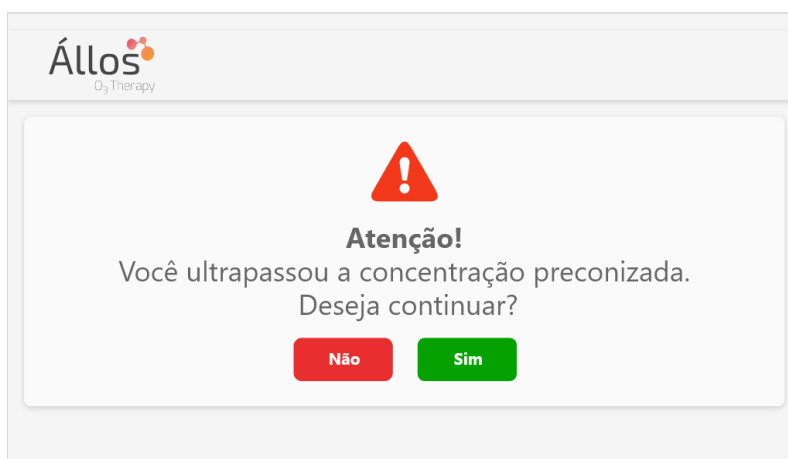 Állos
O₃ Therapy
Atenção!
Você ultrapassou a concentração preconizada.
Deseja continuar?
Não
Sim